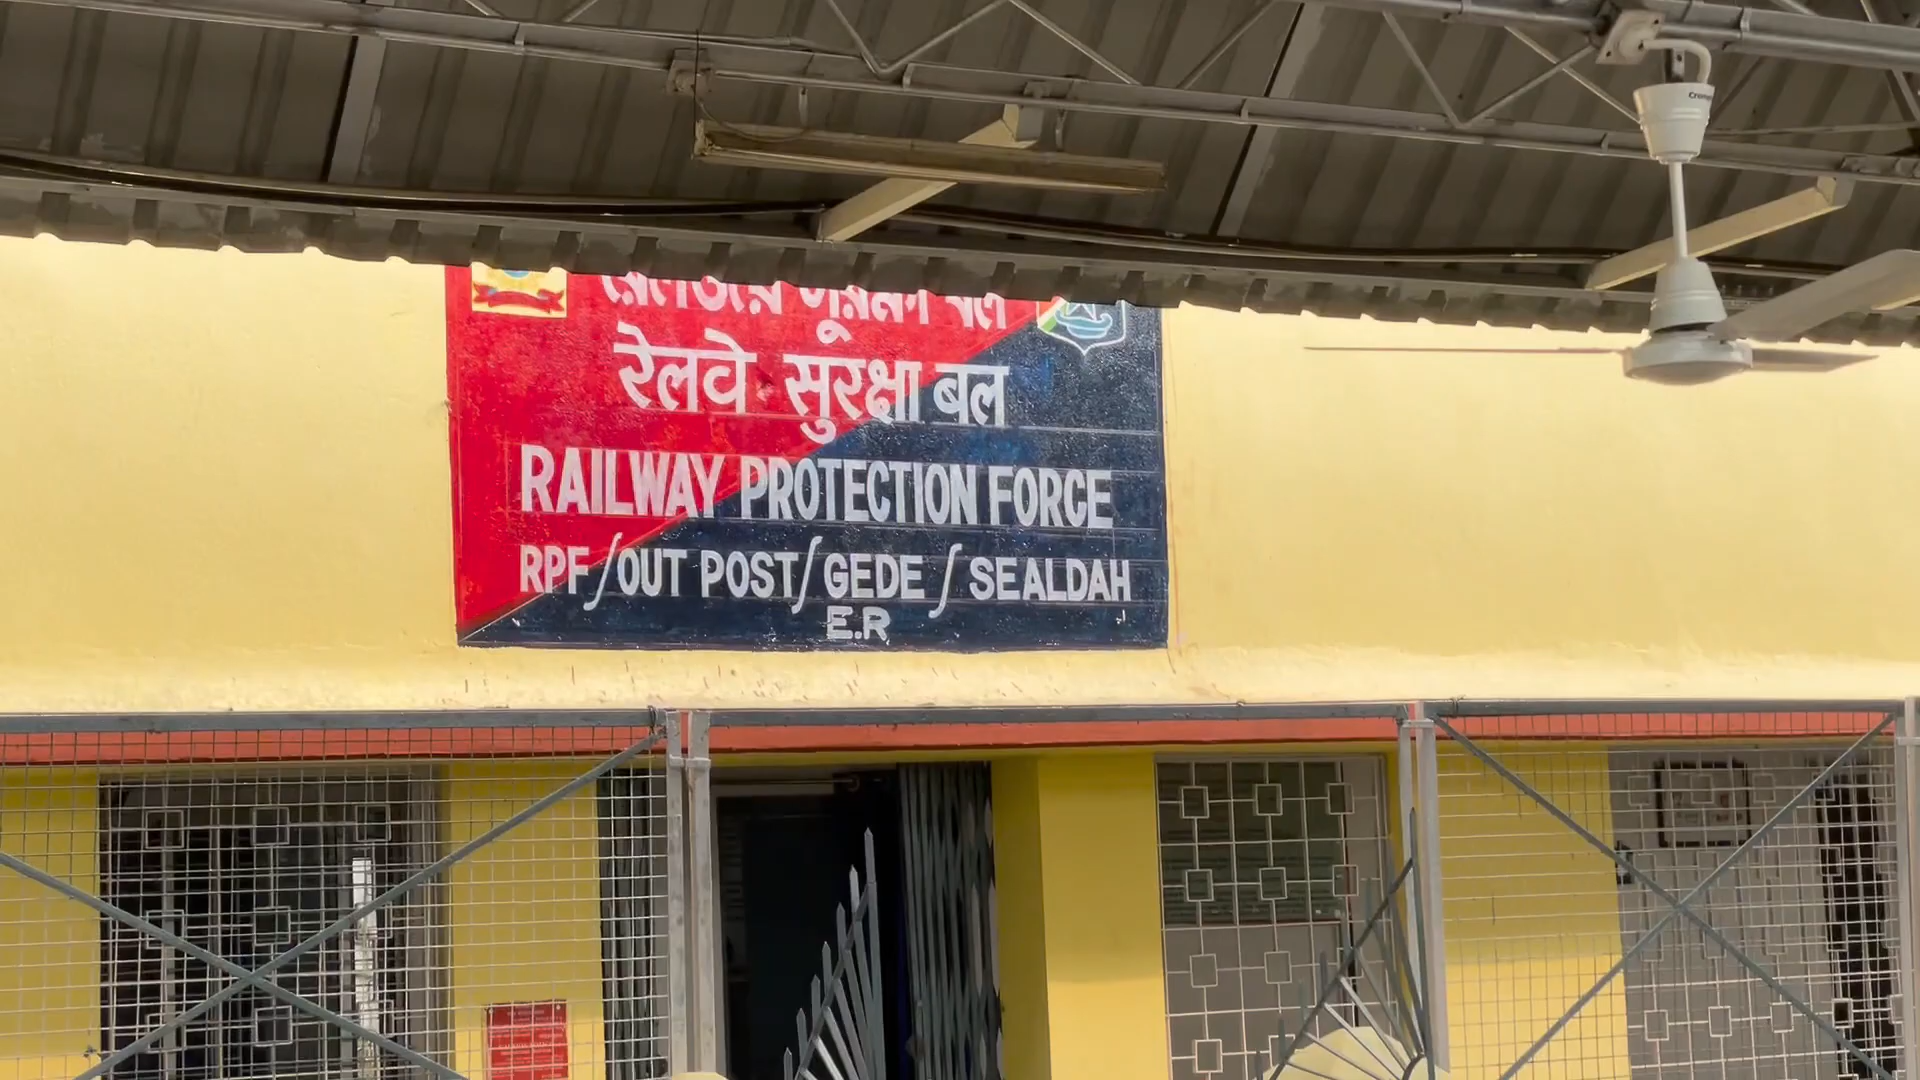 रेलवे सुरक्षा बल
RAILWAY PROTECTION FORCE
RPF/OUT POST/GEDE/SEALDAH
E.R